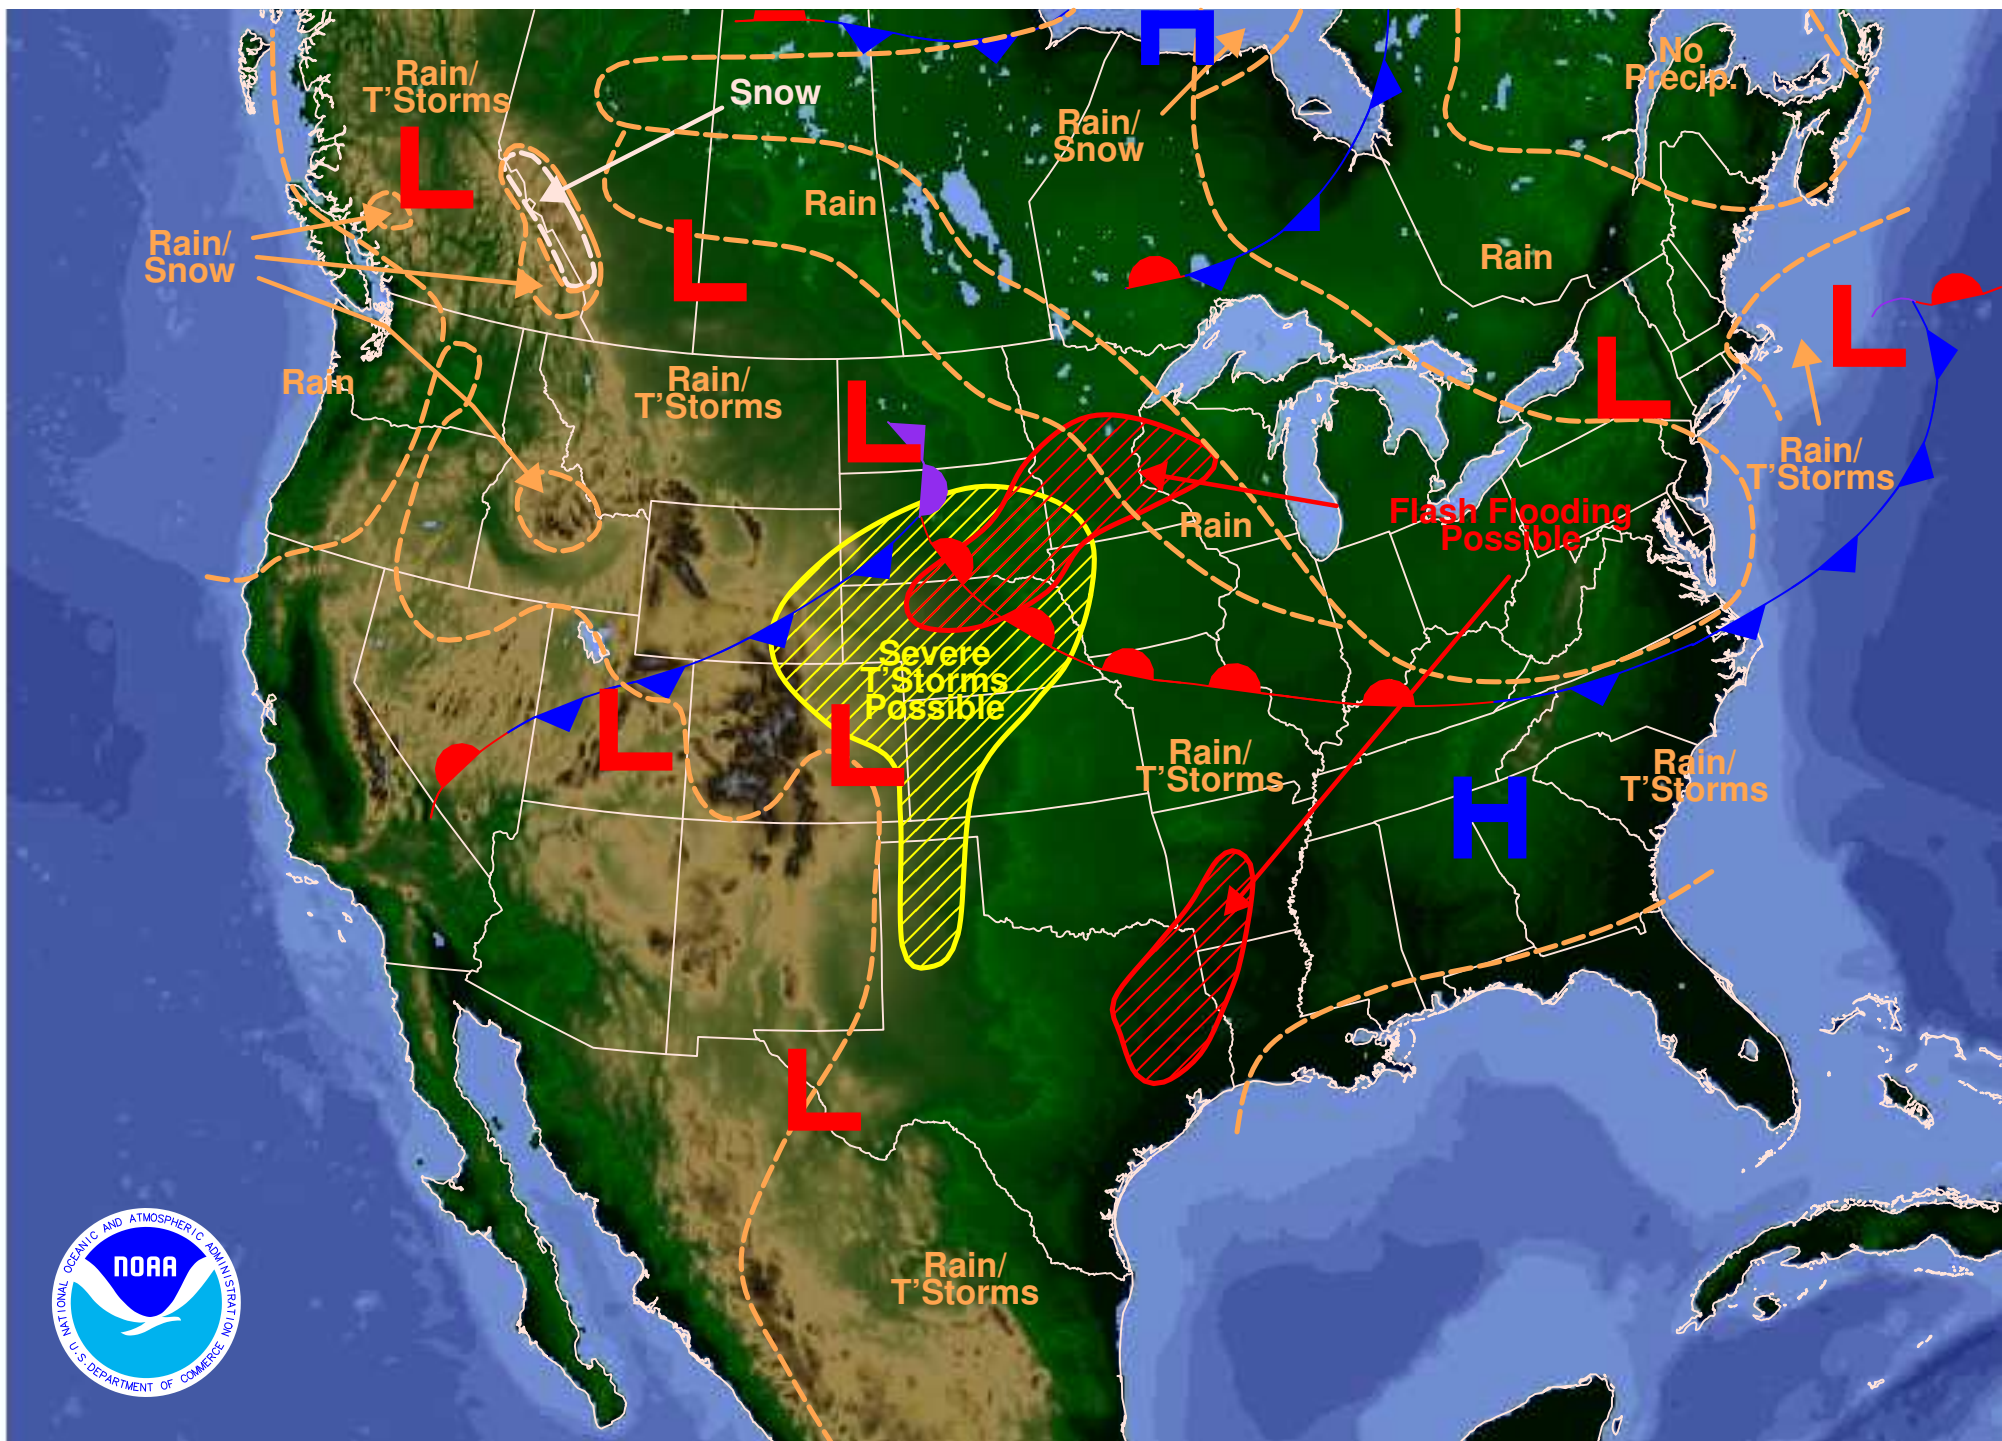 No
Precip.
Rain/
T'Storms
Snow
Rain/
Snow
Rain
Rain/
Snow
Rain
Rain
Rain/
T'Storms
Rain/
T'Storms
Rain
Flash Flooding
Possible
Severe
T'Storms
Possible
Rain/
T'Storms
Rain/
T'Storms
Rain/
T'Storms
L
L
L
L
L
L
L
L
H
H
NATIONAL OCEANIC AND ATMOSPHERIC ADMINISTRATION
NOAA
U.S. DEPARTMENT OF COMMERCE